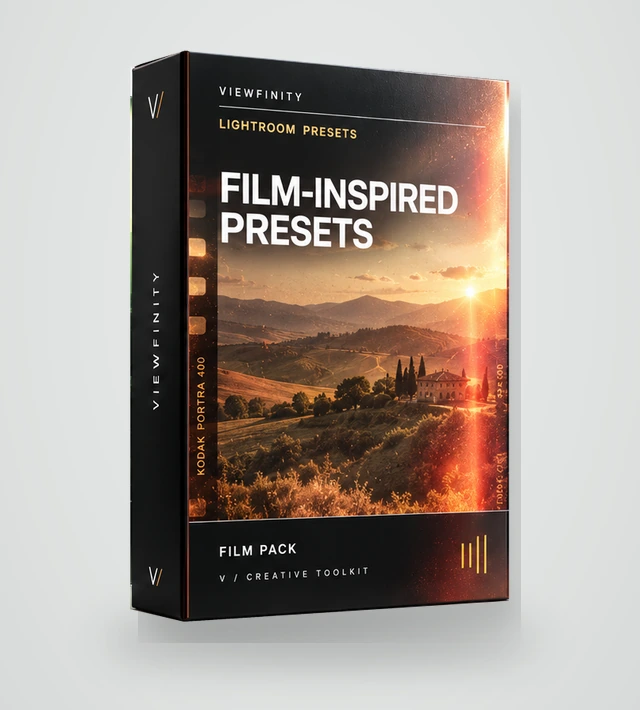 VIEWFINITY
LIGHTROOM PRESETS
FILM-INSPIRED
PRESETS
KODAK PORTRA 400
FILM PACK
V / CREATIVE TOOLKIT
V/
VIEWFINITY
V/